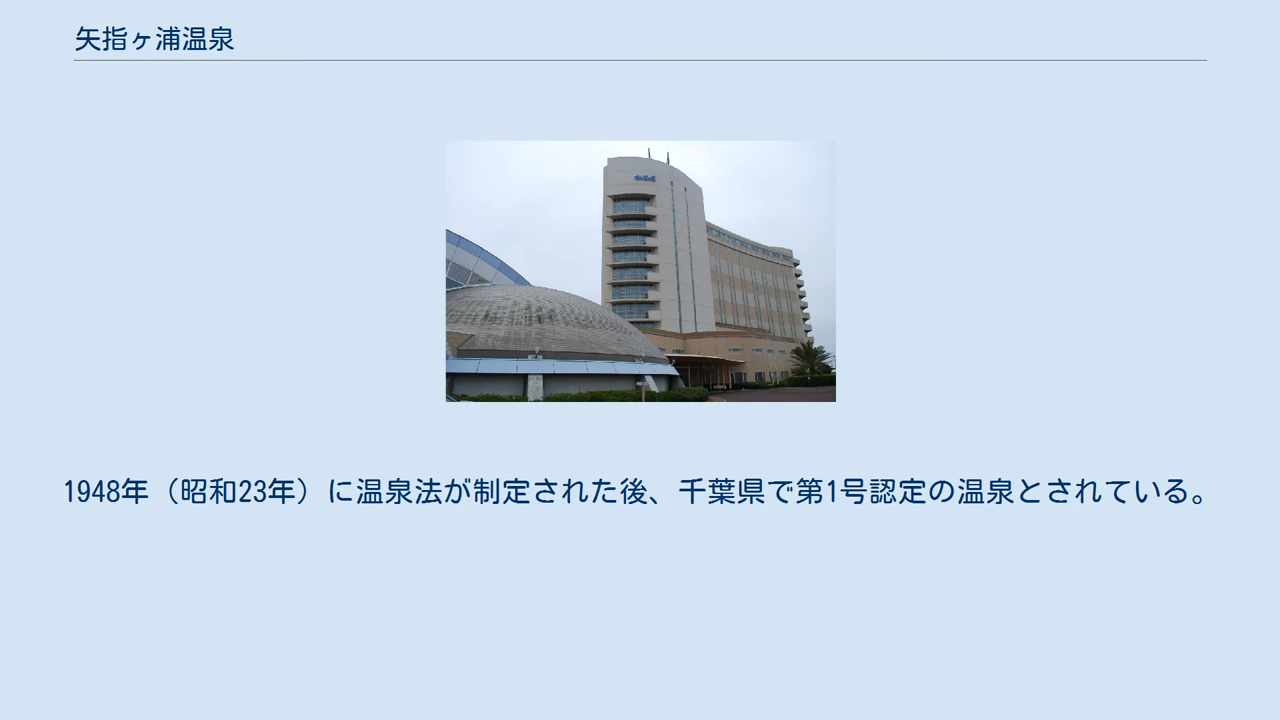 矢指ヶ浦温泉
1948年（昭和23年）に温泉法が制定された後、千葉県で第1号認定の温泉とされている。